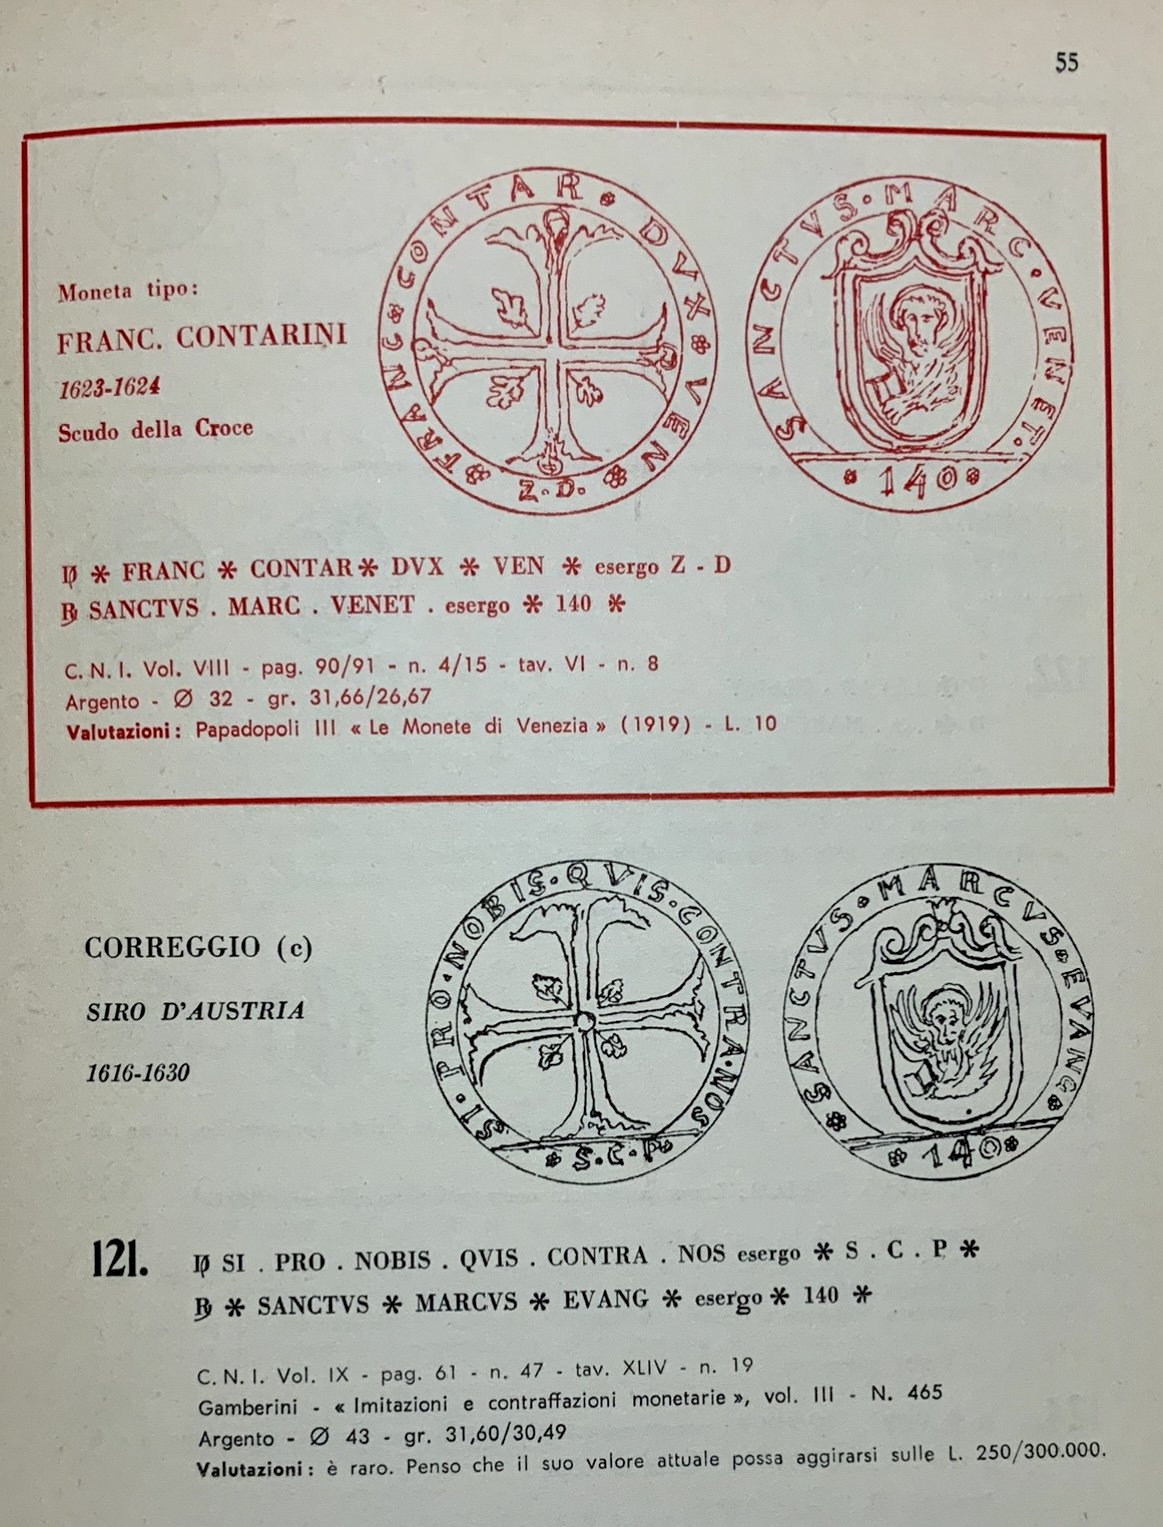 55
FRANC ❀ CONTAR ❀ DVX ❀ VEN ❀
Z·D·
SANCTVS·MARC·VENET·
❀ 140 ❀
Moneta tipo:
FRANC. CONTARINI
1623-1624
Scudo della Croce
D/ * FRANC * CONTAR * DVX * VEN * esergo Z - D
R/ SANCTVS . MARC . VENET . esergo * 140 *
C. N. I. Vol. VIII - pag. 90/91 - n. 4/15 - tav. VI - n. 8
Argento - Ø 32 - gr. 31,66/26,67
Valutazioni: Papadopoli III « Le Monete di Venezia » (1919) - L. 10
SI·PRO·NOBIS·QVIS·CONTRA·NOS
❀ S·C·P ❀
❀ SANCTVS·MARCVS ❀ EVANG ❀
❀ 140 ❀
CORREGGIO (c)
SIRO D'AUSTRIA
1616-1630
121. D/ SI . PRO . NOBIS . QVIS . CONTRA . NOS esergo * S . C . P *
R/ * SANCTVS * MARCVS * EVANG * esergo * 140 *
C. N. I. Vol. IX - pag. 61 - n. 47 - tav. XLIV - n. 19
Gamberini - « Imitazioni e contraffazioni monetarie », vol. III - N. 465
Argento - Ø 43 - gr. 31,60/30,49
Valutazioni: è raro. Penso che il suo valore attuale possa aggirarsi sulle L. 250/300.000.